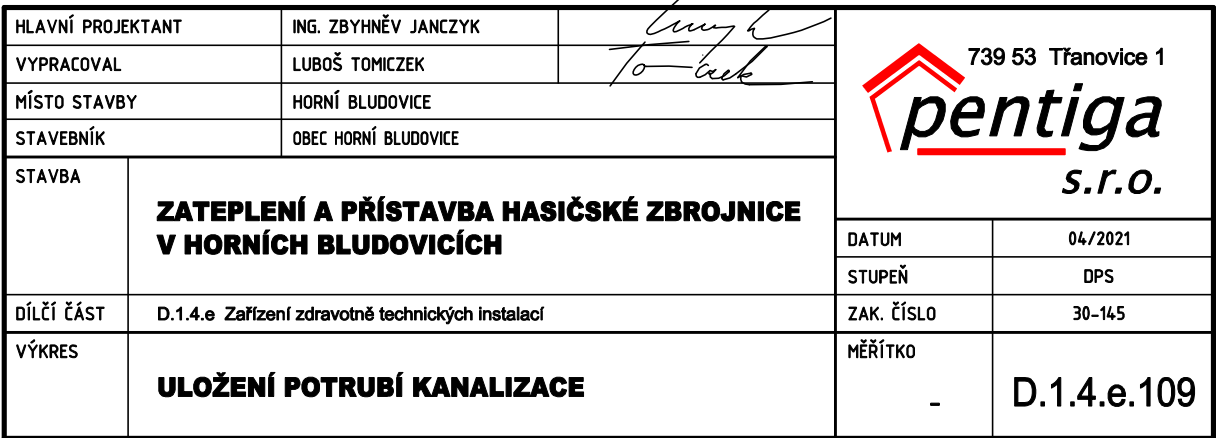 HLAVNÍ PROJEKTANT ING. ZBYHNĚV JANCZYK
VYPRACOVAL LUBOŠ TOMICZEK
MÍSTO STAVBY HORNÍ BLUDOVICE
STAVEBNÍK OBEC HORNÍ BLUDOVICE
739 53 Třanovice 1
pentiga
s.r.o.
STAVBA
ZATEPLENÍ A PŘÍSTAVBA HASIČSKÉ ZBROJNICE
V HORNÍCH BLUDOVICÍCH
DATUM 04/2021
STUPEŇ DPS
DÍLČÍ ČÁST D.1.4.e Zařízení zdravotně technických instalací
ZAK. ČÍSLO 30-145
VÝKRES
ULOŽENÍ POTRUBÍ KANALIZACE
MĚŘÍTKO
-
D.1.4.e.109